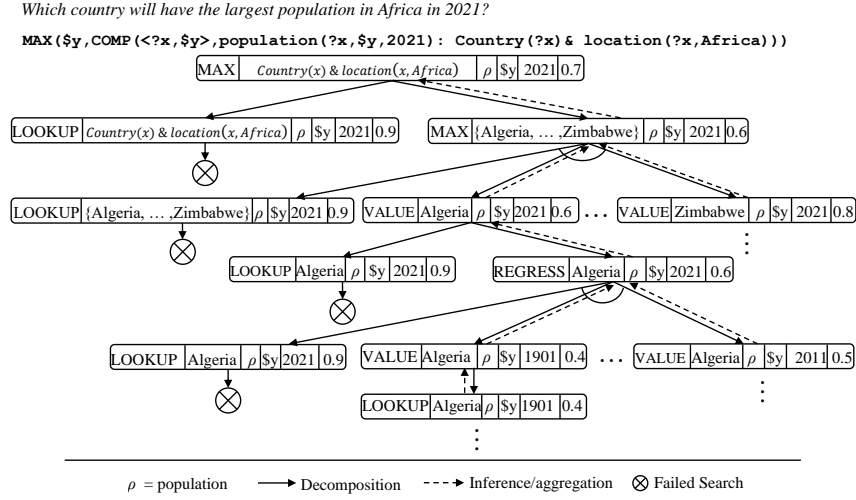 Which country will have the largest population in Africa in 2021?
MAX($y,COMP(<?x,$y>,population(?x,$y,2021): Country(?x)& location(?x,Africa)))
MAX Country(x) & location(x, Africa) ρ $y 2021 0.7
LOOKUP Country(x) & location(x, Africa) ρ $y 2021 0.9
MAX {Algeria, … ,Zimbabwe} ρ $y 2021 0.6
LOOKUP {Algeria, … ,Zimbabwe} ρ $y 2021 0.9
VALUE Algeria ρ $y 2021 0.6
...
VALUE Zimbabwe ρ $y 2021 0.8
LOOKUP Algeria ρ $y 2021 0.9
REGRESS Algeria ρ $y 2021 0.6
LOOKUP Algeria ρ $y 2021 0.9
VALUE Algeria ρ $y 1901 0.4
...
VALUE Algeria ρ $y 2011 0.5
LOOKUP Algeria ρ $y 1901 0.4
ρ = population
Decomposition
Inference/aggregation
Failed Search